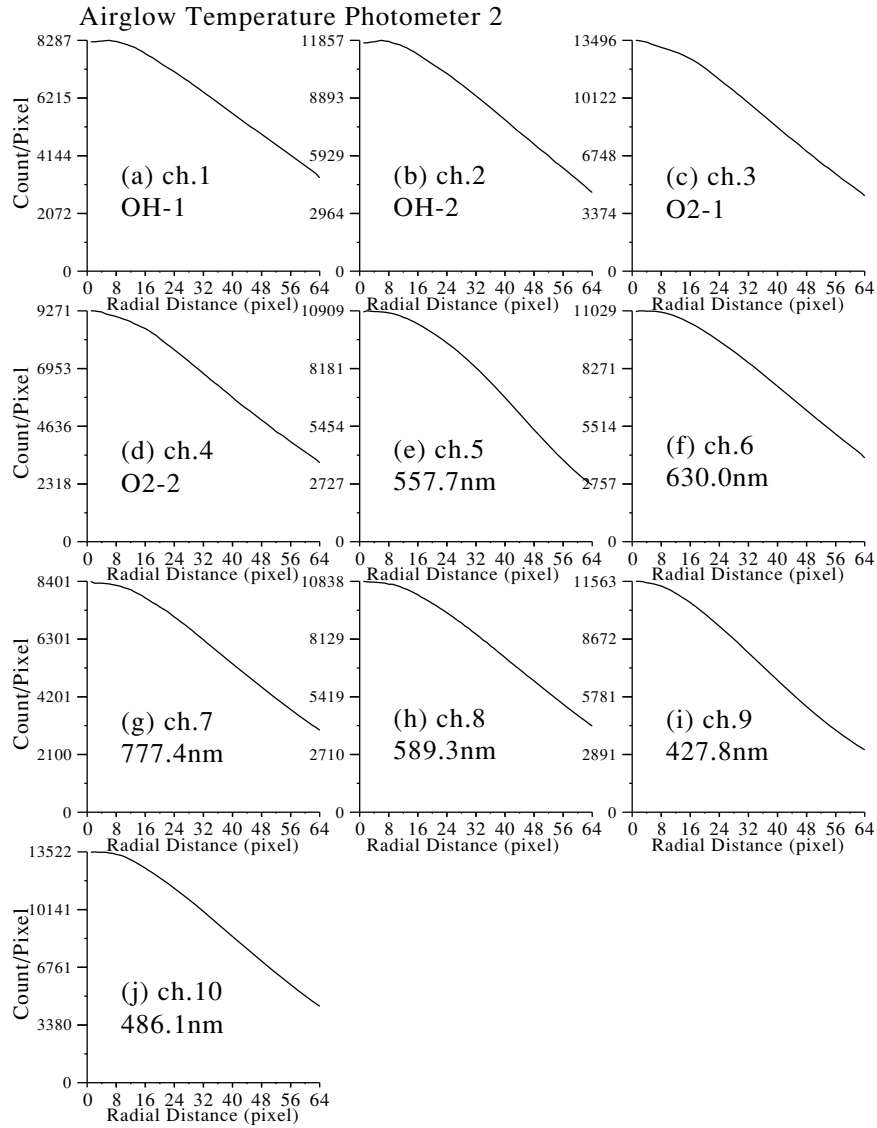 Airglow Temperature Photometer 2
Count/Pixel
8287
6215
4144
2072
0
(a) ch.1
OH-1
0 8 16 24 32 40 48 56 64
Radial Distance (pixel)
11857
8893
5929
2964
0
(b) ch.2
OH-2
0 8 16 24 32 40 48 56 64
Radial Distance (pixel)
13496
10122
6748
3374
0
(c) ch.3
O2-1
0 8 16 24 32 40 48 56 64
Radial Distance (pixel)
Count/Pixel
9271
6953
4636
2318
0
(d) ch.4
O2-2
0 8 16 24 32 40 48 56 64
Radial Distance (pixel)
10909
8181
5454
2727
0
(e) ch.5
557.7nm
0 8 16 24 32 40 48 56 64
Radial Distance (pixel)
11029
8271
5514
2757
0
(f) ch.6
630.0nm
0 8 16 24 32 40 48 56 64
Radial Distance (pixel)
Count/Pixel
8401
6301
4201
2100
0
(g) ch.7
777.4nm
0 8 16 24 32 40 48 56 64
Radial Distance (pixel)
10838
8129
5419
2710
0
(h) ch.8
589.3nm
0 8 16 24 32 40 48 56 64
Radial Distance (pixel)
11563
8672
5781
2891
0
(i) ch.9
427.8nm
0 8 16 24 32 40 48 56 64
Radial Distance (pixel)
Count/Pixel
13522
10141
6761
3380
0
(j) ch.10
486.1nm
0 8 16 24 32 40 48 56 64
Radial Distance (pixel)